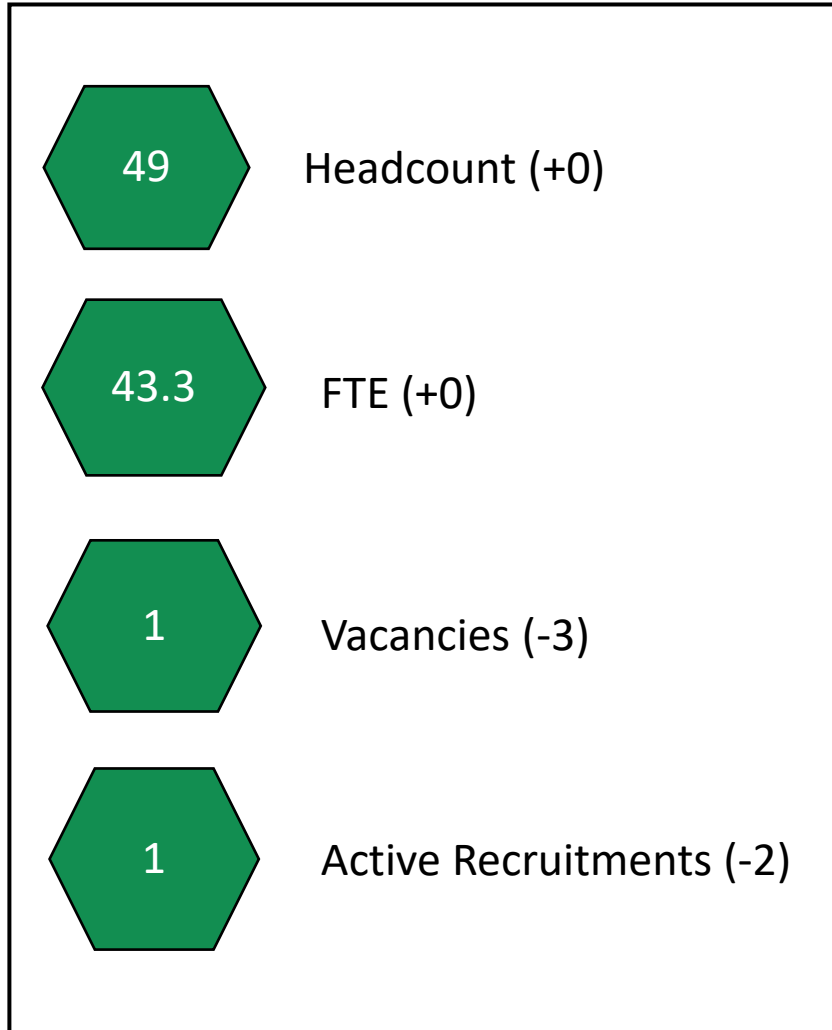 49 Headcount (+0)
43.3 FTE (+0)
1 Vacancies (-3)
1 Active Recruitments (-2)